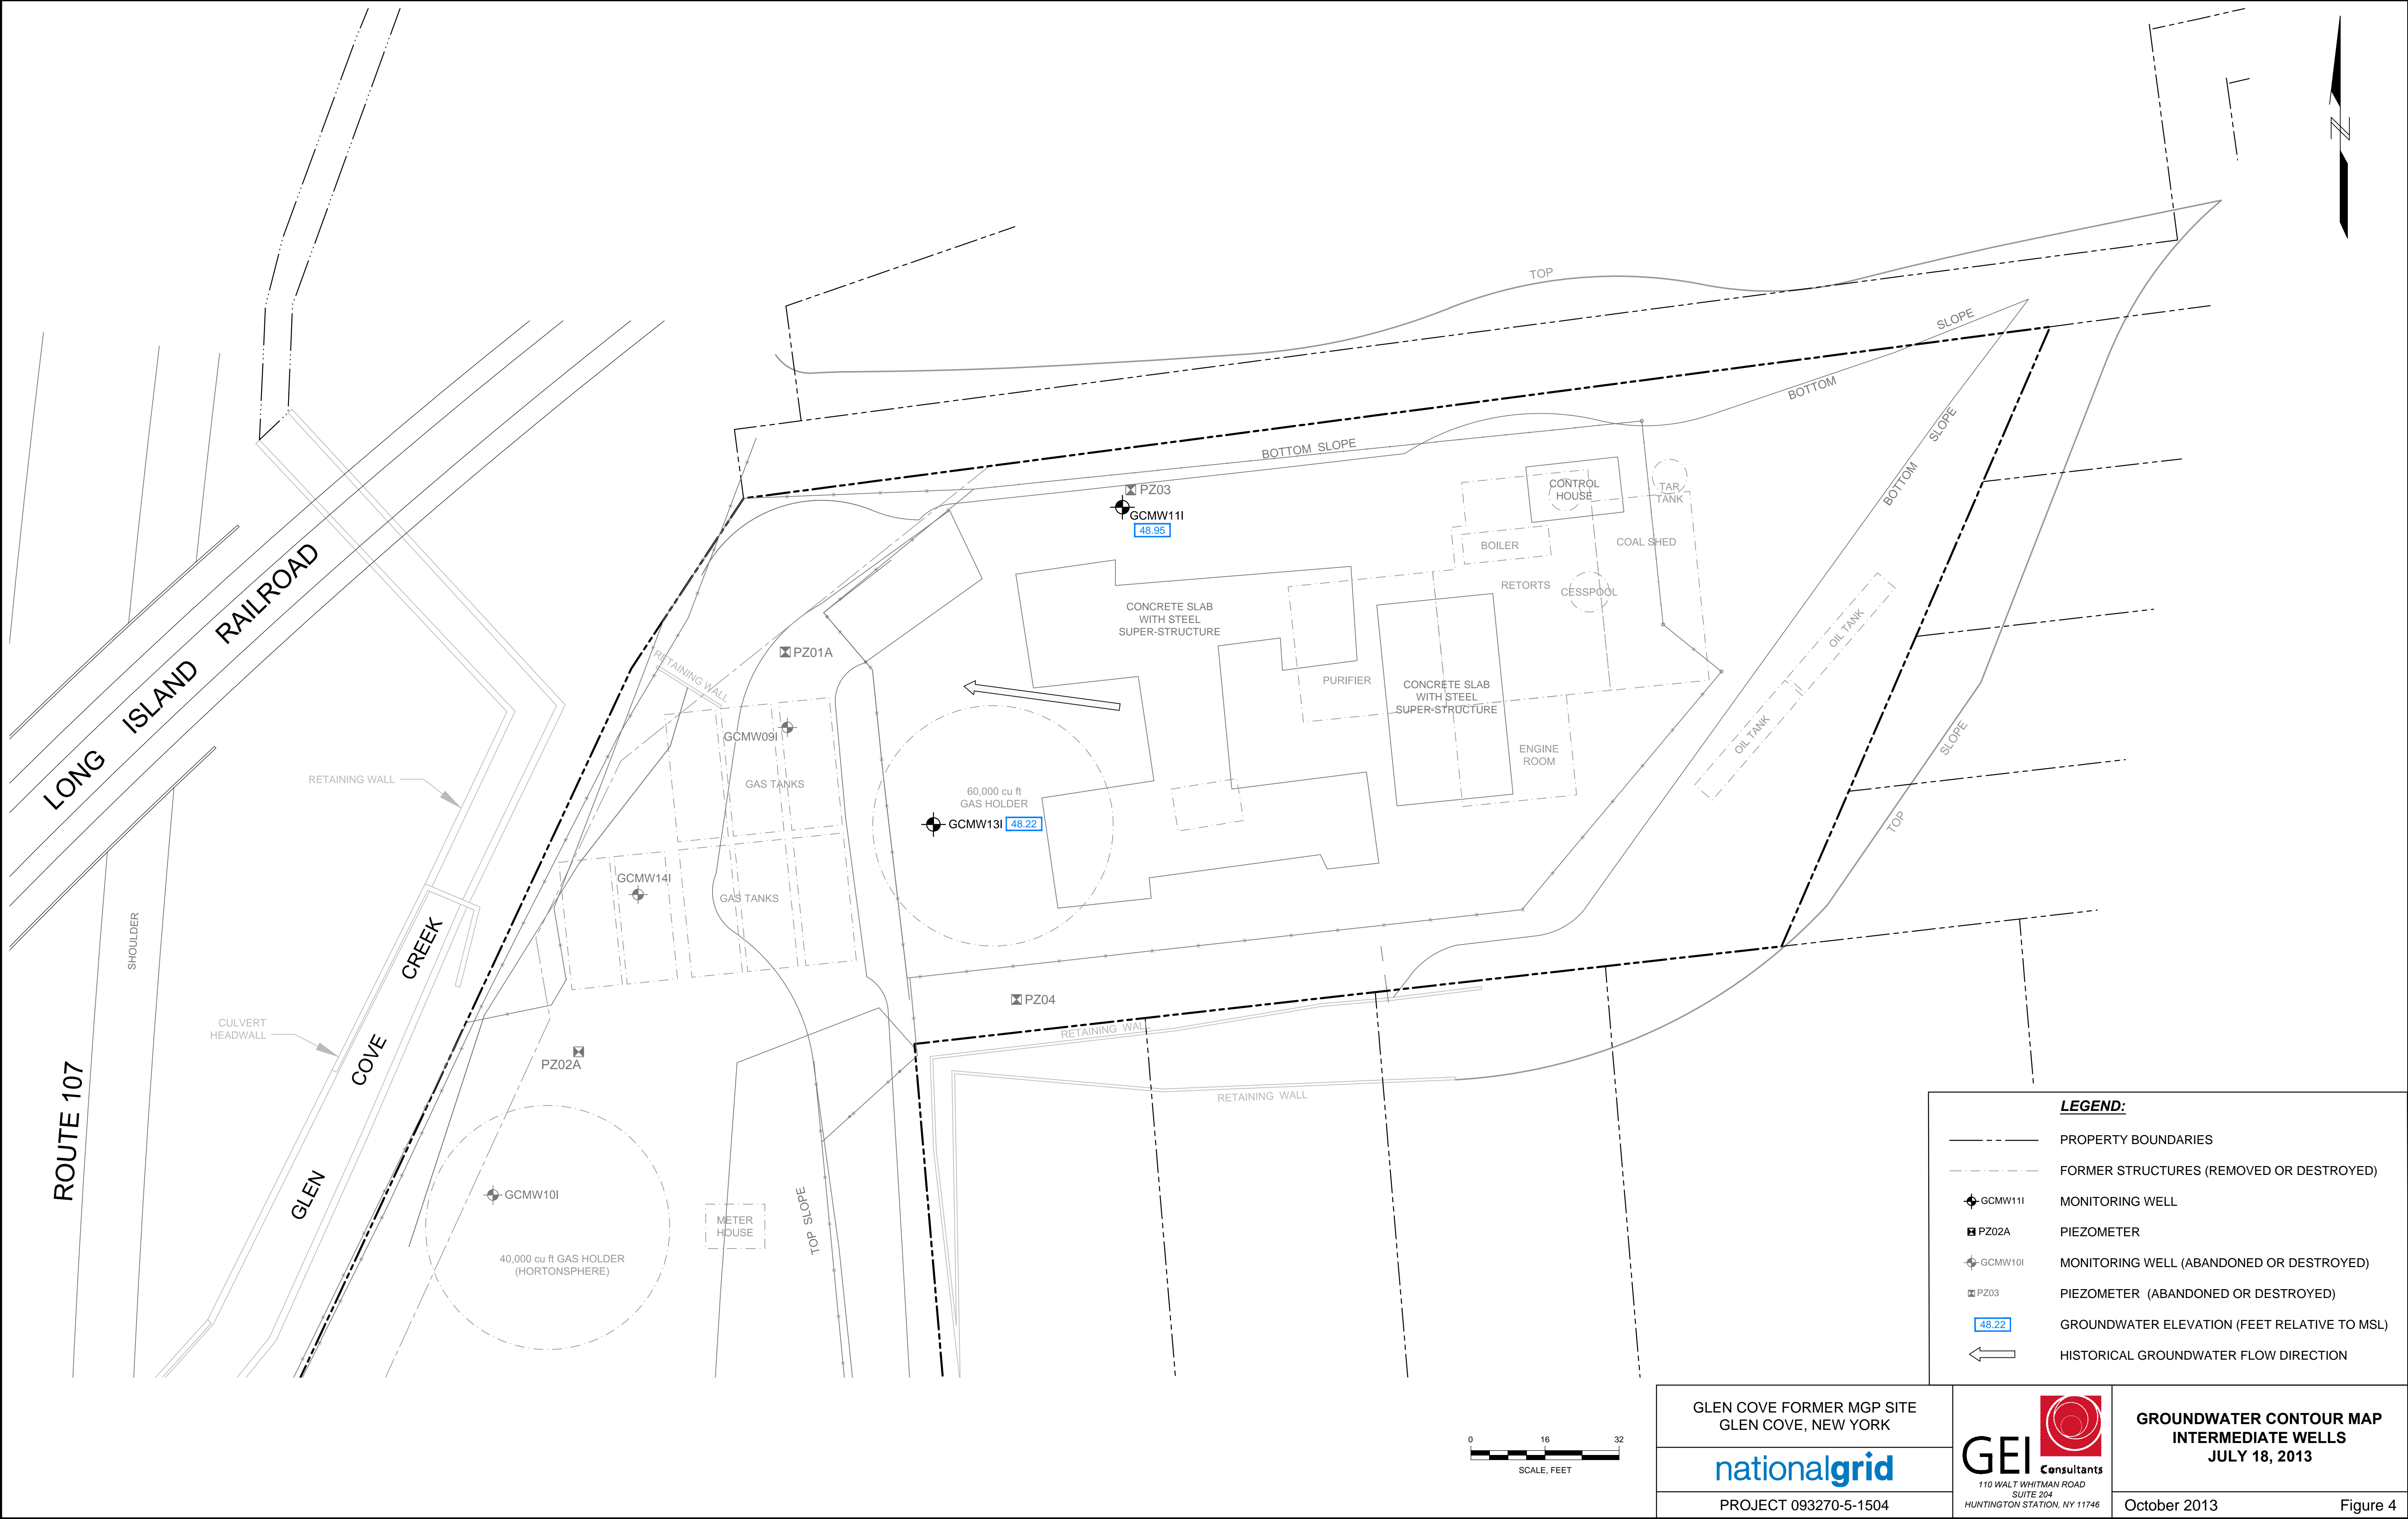 TOP
SLOPE
BOTTOM
SLOPE
BOTTOM
BOTTOM SLOPE
PZ03
GCMW11I
48.95
CONTROL
HOUSE
TAR
TANK
BOILER
COAL SHED
RETORTS
CESSPOOL
OIL TANK
OIL TANK
CONCRETE SLAB
WITH STEEL
SUPER-STRUCTURE
PURIFIER
CONCRETE SLAB
WITH STEEL
SUPER-STRUCTURE
ENGINE
ROOM
SLOPE
TOP
LONG ISLAND RAILROAD
PZ01A
RETAINING WALL
GCMW09I
GAS TANKS
RETAINING WALL
60,000 cu ft
GAS HOLDER
GCMW13I
48.22
GCMW14I
GAS TANKS
SHOULDER
GLEN COVE CREEK
CULVERT
HEADWALL
PZ04
PZ02A
RETAINING WALL
RETAINING WALL
ROUTE 107
GCMW10I
METER
HOUSE
TOP SLOPE
40,000 cu ft GAS HOLDER
(HORTONSPHERE)
N
LEGEND:
PROPERTY BOUNDARIES
FORMER STRUCTURES (REMOVED OR DESTROYED)
GCMW11I MONITORING WELL
PZ02A PIEZOMETER
GCMW10I MONITORING WELL (ABANDONED OR DESTROYED)
PZ03 PIEZOMETER (ABANDONED OR DESTROYED)
48.22 GROUNDWATER ELEVATION (FEET RELATIVE TO MSL)
HISTORICAL GROUNDWATER FLOW DIRECTION
0 16 32
SCALE, FEET
GLEN COVE FORMER MGP SITE
GLEN COVE, NEW YORK
nationalgrid
PROJECT 093270-5-1504
GEI
Consultants
110 WALT WHITMAN ROAD
SUITE 204
HUNTINGTON STATION, NY 11746
GROUNDWATER CONTOUR MAP
INTERMEDIATE WELLS
JULY 18, 2013
October 2013 Figure 4